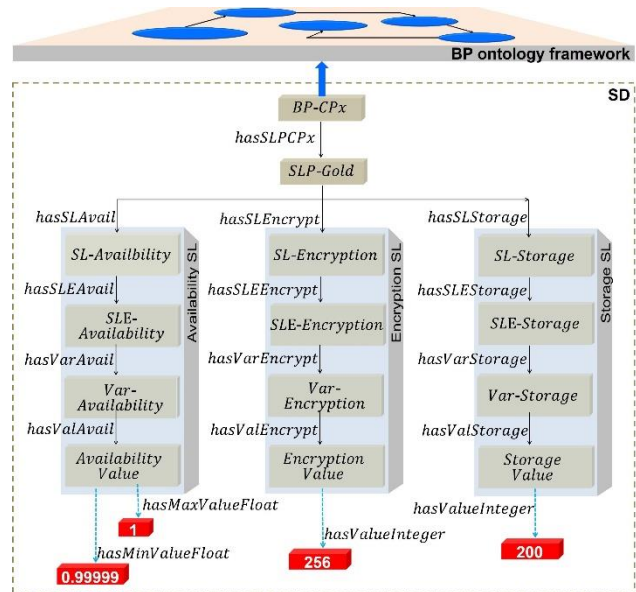 BP ontology framework
SD
BP-CPx
hasSLPCPx
SLP-Gold
hasSLAvail
hasSLEncrypt
hasSLStorage
SL-Availbility
SL-Encryption
SL-Storage
Availability SL
Encryption SL
Storage SL
hasSLEAvail
hasSLEEncrypt
hasSLEStorage
SLE-
Availability
SLE-Encryption
SLE-Storage
hasVarAvail
hasVarEncrypt
hasVarStorage
Var-
Availability
Var-
Encryption
Var-Storage
hasValAvail
hasValEncrypt
hasValStorage
Availability
Value
Encryption
Value
Storage
Value
hasMaxValueFloat
hasValueInteger
hasValueInteger
1
hasMinValueFloat
0.99999
256
200